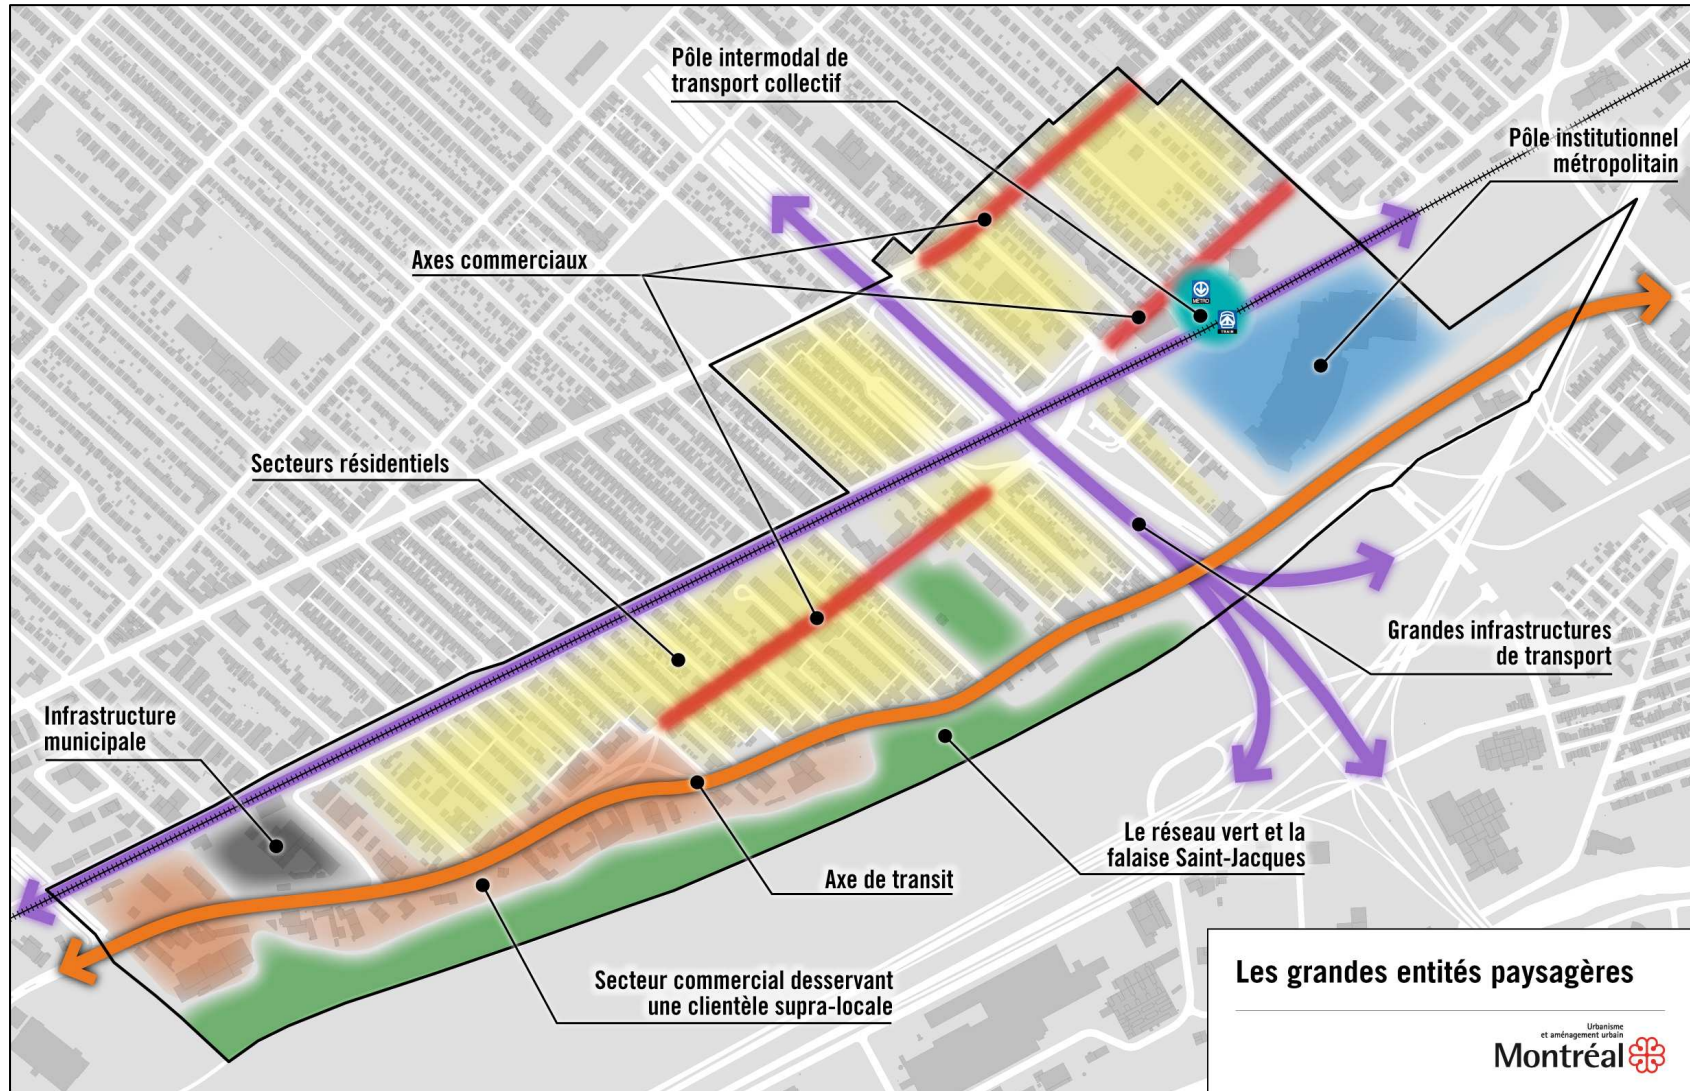 Pôle intermodal de
transport collectif
Pôle institutionnel
métropolitain
Axes commerciaux
MÉTRO
TRAIN
Secteurs résidentiels
Grandes infrastructures
de transport
Infrastructure
municipale
Le réseau vert et la
falaise Saint-Jacques
Axe de transit
Secteur commercial desservant
une clientèle supra-locale
Les grandes entités paysagères
Urbanisme
et aménagement urbain
Montréal